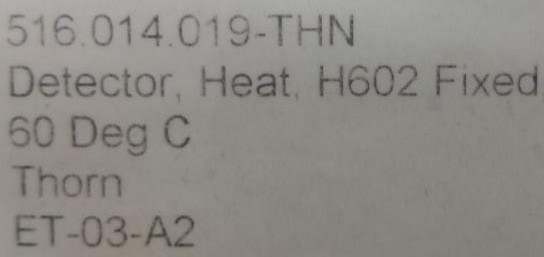 516.014.019-THN
Detector, Heat, H602 Fixed
60 Deg C
Thorn
ET-03-A2